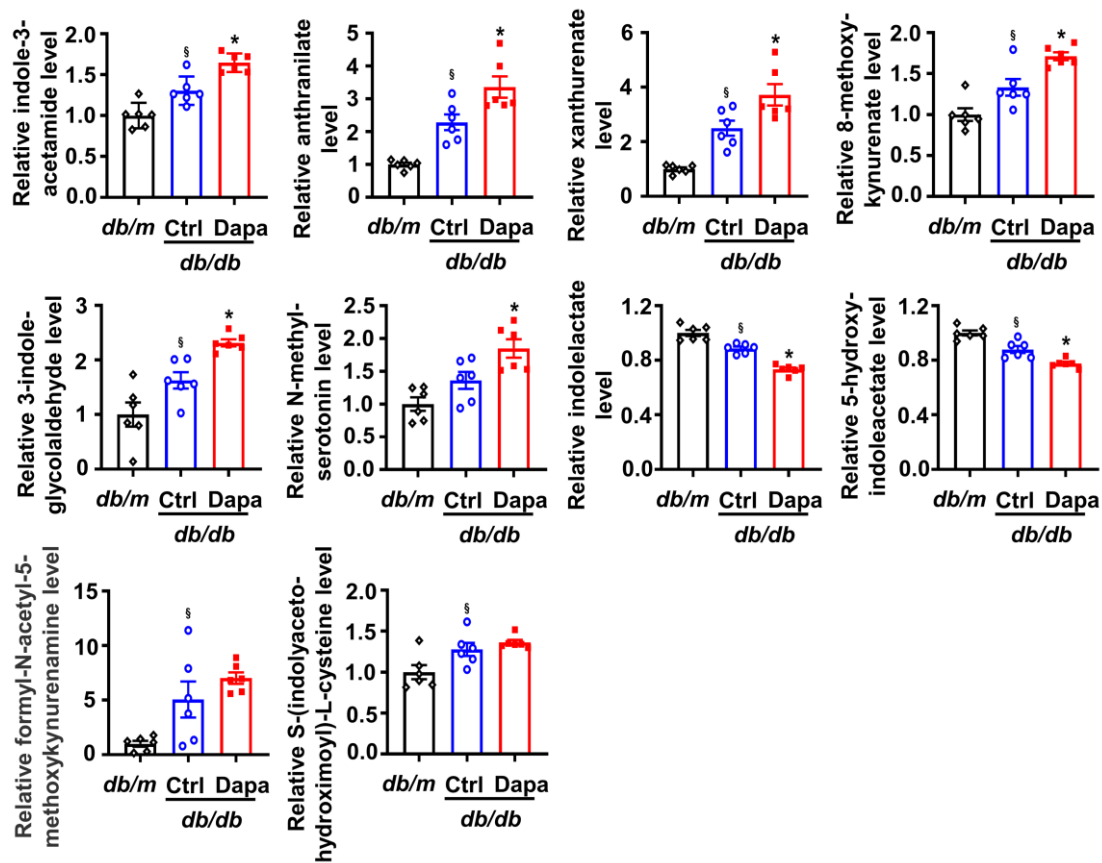 Relative indole-3-
acetamide level
2.0
1.5
1.0
0.5
0.0
§
*
db/m
Ctrl
Dapa
db/db
Relative anthranilate
level
5
4
3
2
1
0
§
*
db/m
Ctrl
Dapa
db/db
Relative xanthurenate
level
6
4
2
0
§
*
db/m
Ctrl
Dapa
db/db
Relative 8-methoxy-
kynurenate level
2.0
1.5
1.0
0.5
0.0
§
*
db/m
Ctrl
Dapa
db/db
Relative 3-indole-
glycolaldehyde level
3
2
1
0
§
*
db/m
Ctrl
Dapa
db/db
Relative N-methyl-
serotonin level
2.5
2.0
1.5
1.0
0.5
0.0
*
db/m
Ctrl
Dapa
db/db
Relative indolelactate
level
1.2
0.8
0.4
0.0
§
*
db/m
Ctrl
Dapa
db/db
Relative 5-hydroxy-
indoleacetate level
1.2
0.8
0.4
0.0
§
*
db/m
Ctrl
Dapa
db/db
Relative formyl-N-acetyl-5-
methoxykynurenamine level
15
10
5
0
§
db/m
Ctrl
Dapa
db/db
Relative S-(indolyaceto-
hydroximoyl)-L-cysteine level
2.0
1.5
1.0
0.5
0.0
§
db/m
Ctrl
Dapa
db/db